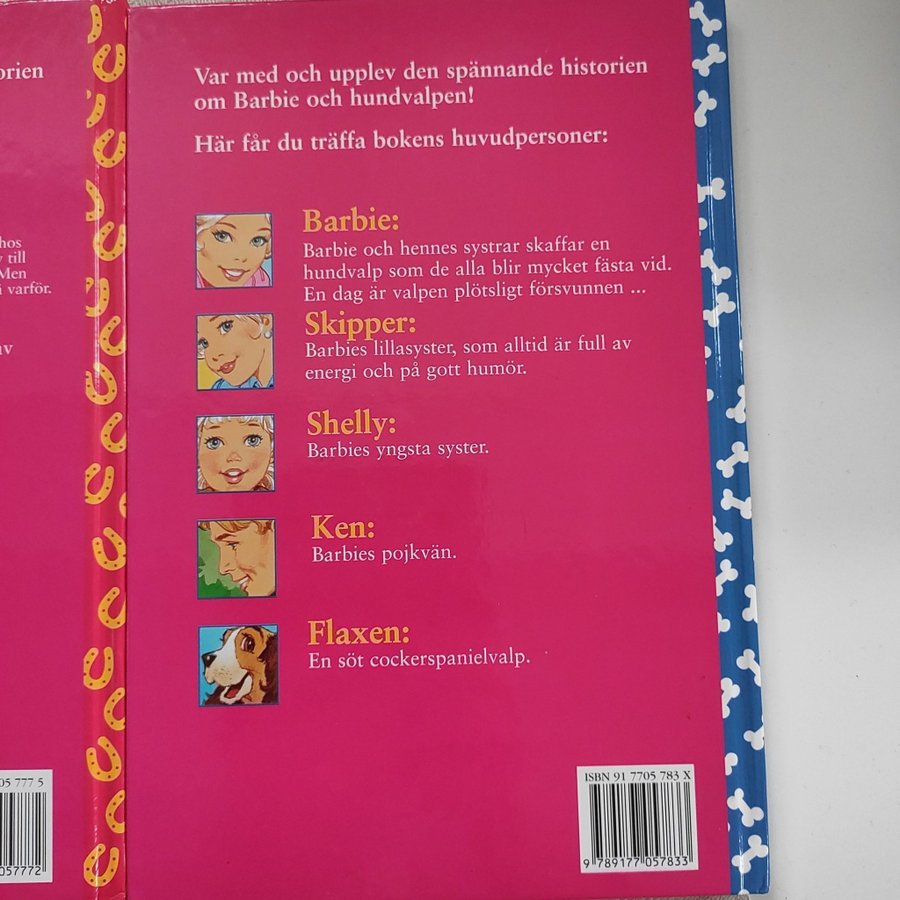 orien
hos
till
Men
varför.
av
05 777 5
057772
Var med och upplev den spännande historien
om Barbie och hundvalpen!
Här får du träffa bokens huvudpersoner:
Barbie:
Barbie och hennes systrar skaffar en
hundvalp som de alla blir mycket fästa vid.
En dag är valpen plötsligt försvunnen ...
Skipper:
Barbies lillasyster, som alltid är full av
energi och på gott humör.
Shelly:
Barbies yngsta syster.
Ken:
Barbies pojkvän.
Flaxen:
En söt cockerspanielvalp.
ISBN 91 7705 783 X
9 789177 057833